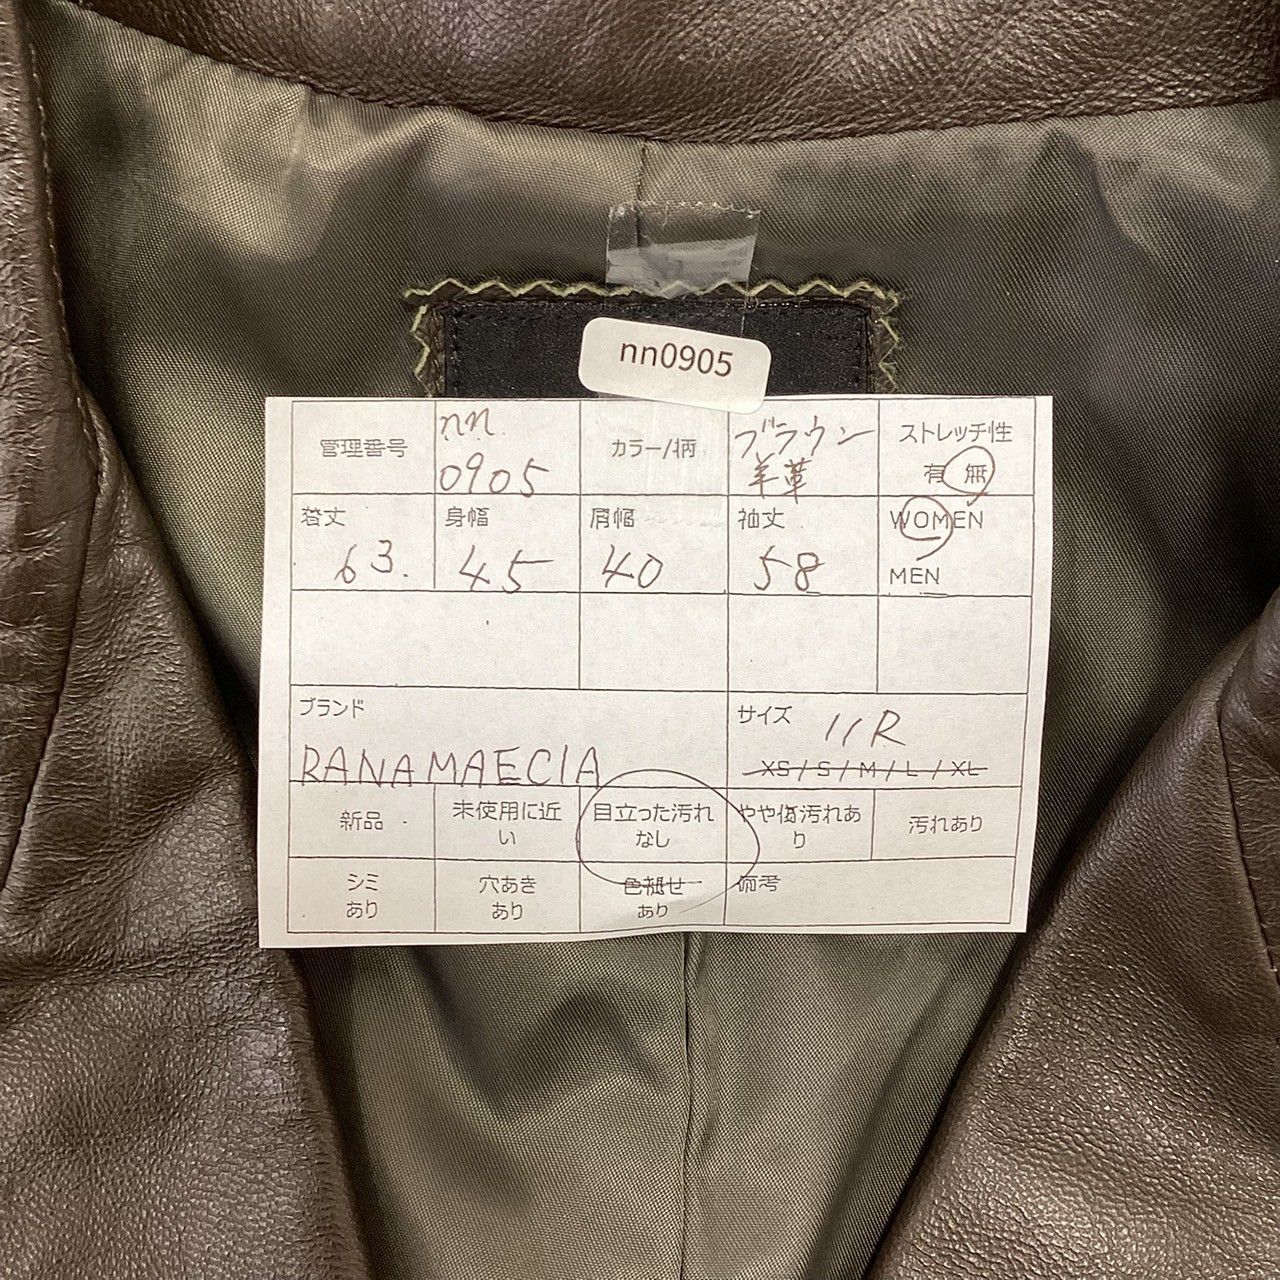 nn0905
管理番号
nn
0905
カラー/柄
ブラウン
羊革
ストレッチ性
有 無
着丈
63.
身幅
45
肩幅
40
袖丈
58
WOMEN
MEN
ブランド
RANAMAECIA
サイズ 11R
XS / S / M / L / XL
新品
未使用に近
い
目立った汚れ
なし
やや傷汚れあ
り
汚れあり
シミ
あり
穴あき
あり
色褪せ
あり
備考